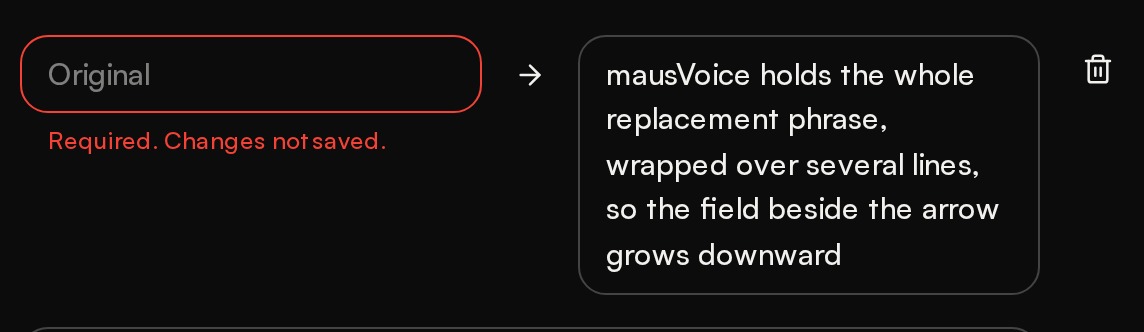 Original
Required. Changes not saved.
mausVoice holds the whole
replacement phrase,
wrapped over several lines,
so the field beside the arrow
grows downward